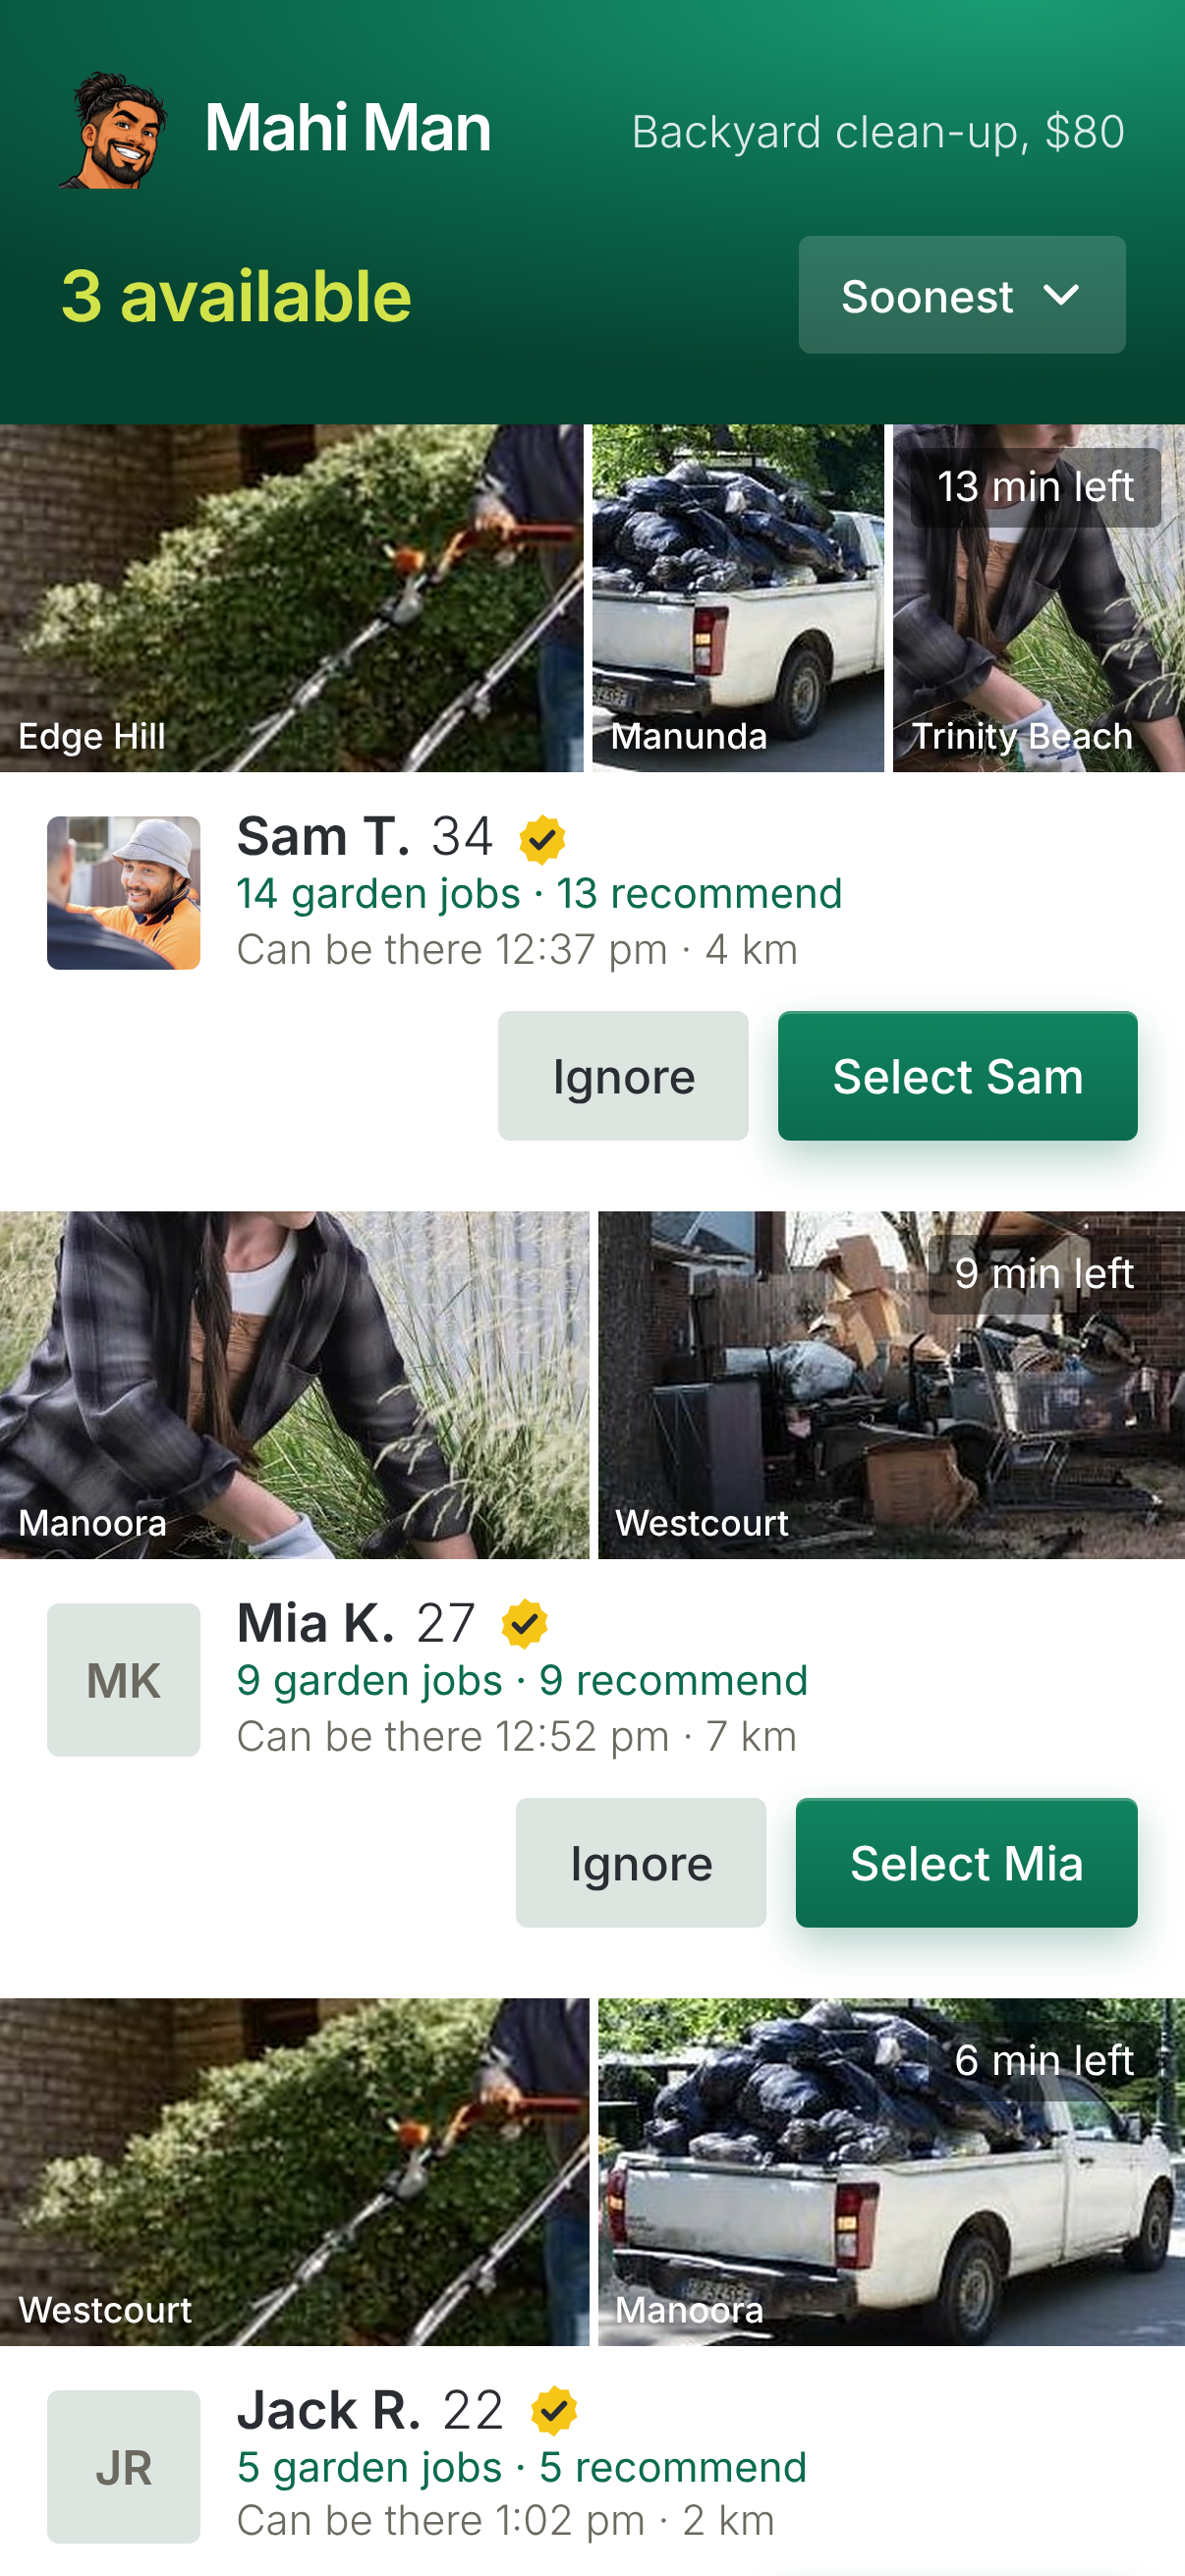 Mahi Man
Backyard clean-up, $80
3 available
Soonest
13 min left
Edge Hill
Manunda
Trinity Beach
Sam T. 34
14 garden jobs · 13 recommend
Can be there 12:37 pm · 4 km
Ignore
Select Sam
9 min left
Manoora
Westcourt
MK
Mia K. 27
9 garden jobs · 9 recommend
Can be there 12:52 pm · 7 km
Ignore
Select Mia
6 min left
Westcourt
Manoora
JR
Jack R. 22
5 garden jobs · 5 recommend
Can be there 1:02 pm · 2 km